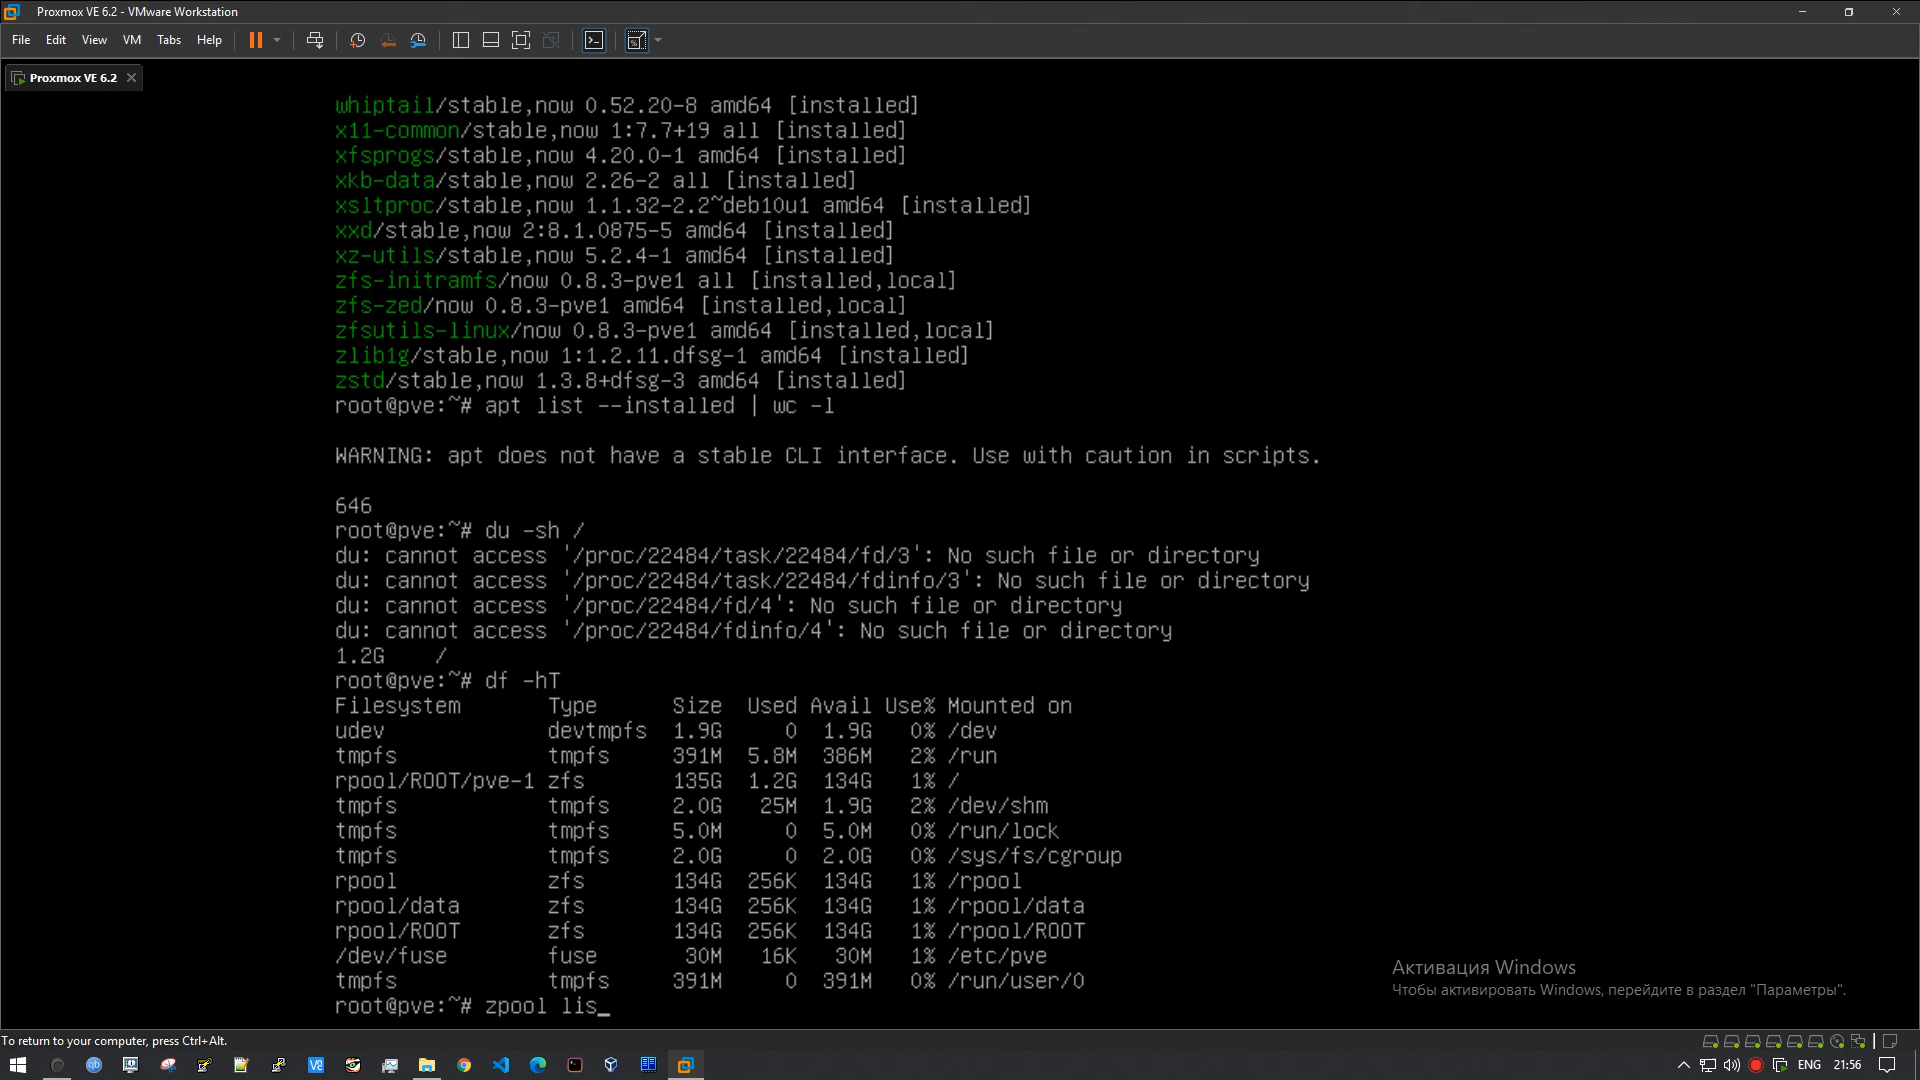 Proxmox VE 6.2 - VMware Workstation
File Edit View VM Tabs Help
Proxmox VE 6.2
whiptail/stable,now 0.52.20-8 amd64 [installed]
x11-common/stable,now 1:7.7+19 all [installed]
xfsprogs/stable,now 4.20.0-1 amd64 [installed]
xkb-data/stable,now 2.26-2 all [installed]
xsltproc/stable,now 1.1.32-2.2~deb10u1 amd64 [installed]
xxd/stable,now 2:8.1.0875-5 amd64 [installed]
xz-utils/stable,now 5.2.4-1 amd64 [installed]
zfs-initramfs/now 0.8.3-pve1 all [installed,local]
zfs-zed/now 0.8.3-pve1 amd64 [installed,local]
zfsutils-linux/now 0.8.3-pve1 amd64 [installed,local]
zlib1g/stable,now 1:1.2.11.dfsg-1 amd64 [installed]
zstd/stable,now 1.3.8+dfsg-3 amd64 [installed]
root@pve:~# apt list --installed | wc -l
WARNING: apt does not have a stable CLI interface. Use with caution in scripts.
646
root@pve:~# du -sh /
du: cannot access '/proc/22484/task/22484/fd/3': No such file or directory
du: cannot access '/proc/22484/task/22484/fdinfo/3': No such file or directory
du: cannot access '/proc/22484/fd/4': No such file or directory
du: cannot access '/proc/22484/fdinfo/4': No such file or directory
1.2G    /
root@pve:~# df -hT
Filesystem       Type      Size  Used Avail Use% Mounted on
udev             devtmpfs  1.9G     0  1.9G   0% /dev
tmpfs            tmpfs     391M  5.8M  386M   2% /run
rpool/ROOT/pve-1 zfs       135G  1.2G  134G   1% /
tmpfs            tmpfs     2.0G   25M  1.9G   2% /dev/shm
tmpfs            tmpfs     5.0M     0  5.0M   0% /run/lock
tmpfs            tmpfs     2.0G     0  2.0G   0% /sys/fs/cgroup
rpool            zfs       134G  256K  134G   1% /rpool
rpool/data       zfs       134G  256K  134G   1% /rpool/data
rpool/ROOT       zfs       134G  256K  134G   1% /rpool/ROOT
/dev/fuse        fuse       30M   16K   30M   1% /etc/pve
tmpfs            tmpfs     391M     0  391M   0% /run/user/0
root@pve:~# zpool lis_
Активация Windows
Чтобы активировать Windows, перейдите в раздел "Параметры".
To return to your computer, press Ctrl+Alt.
ENG 21:56